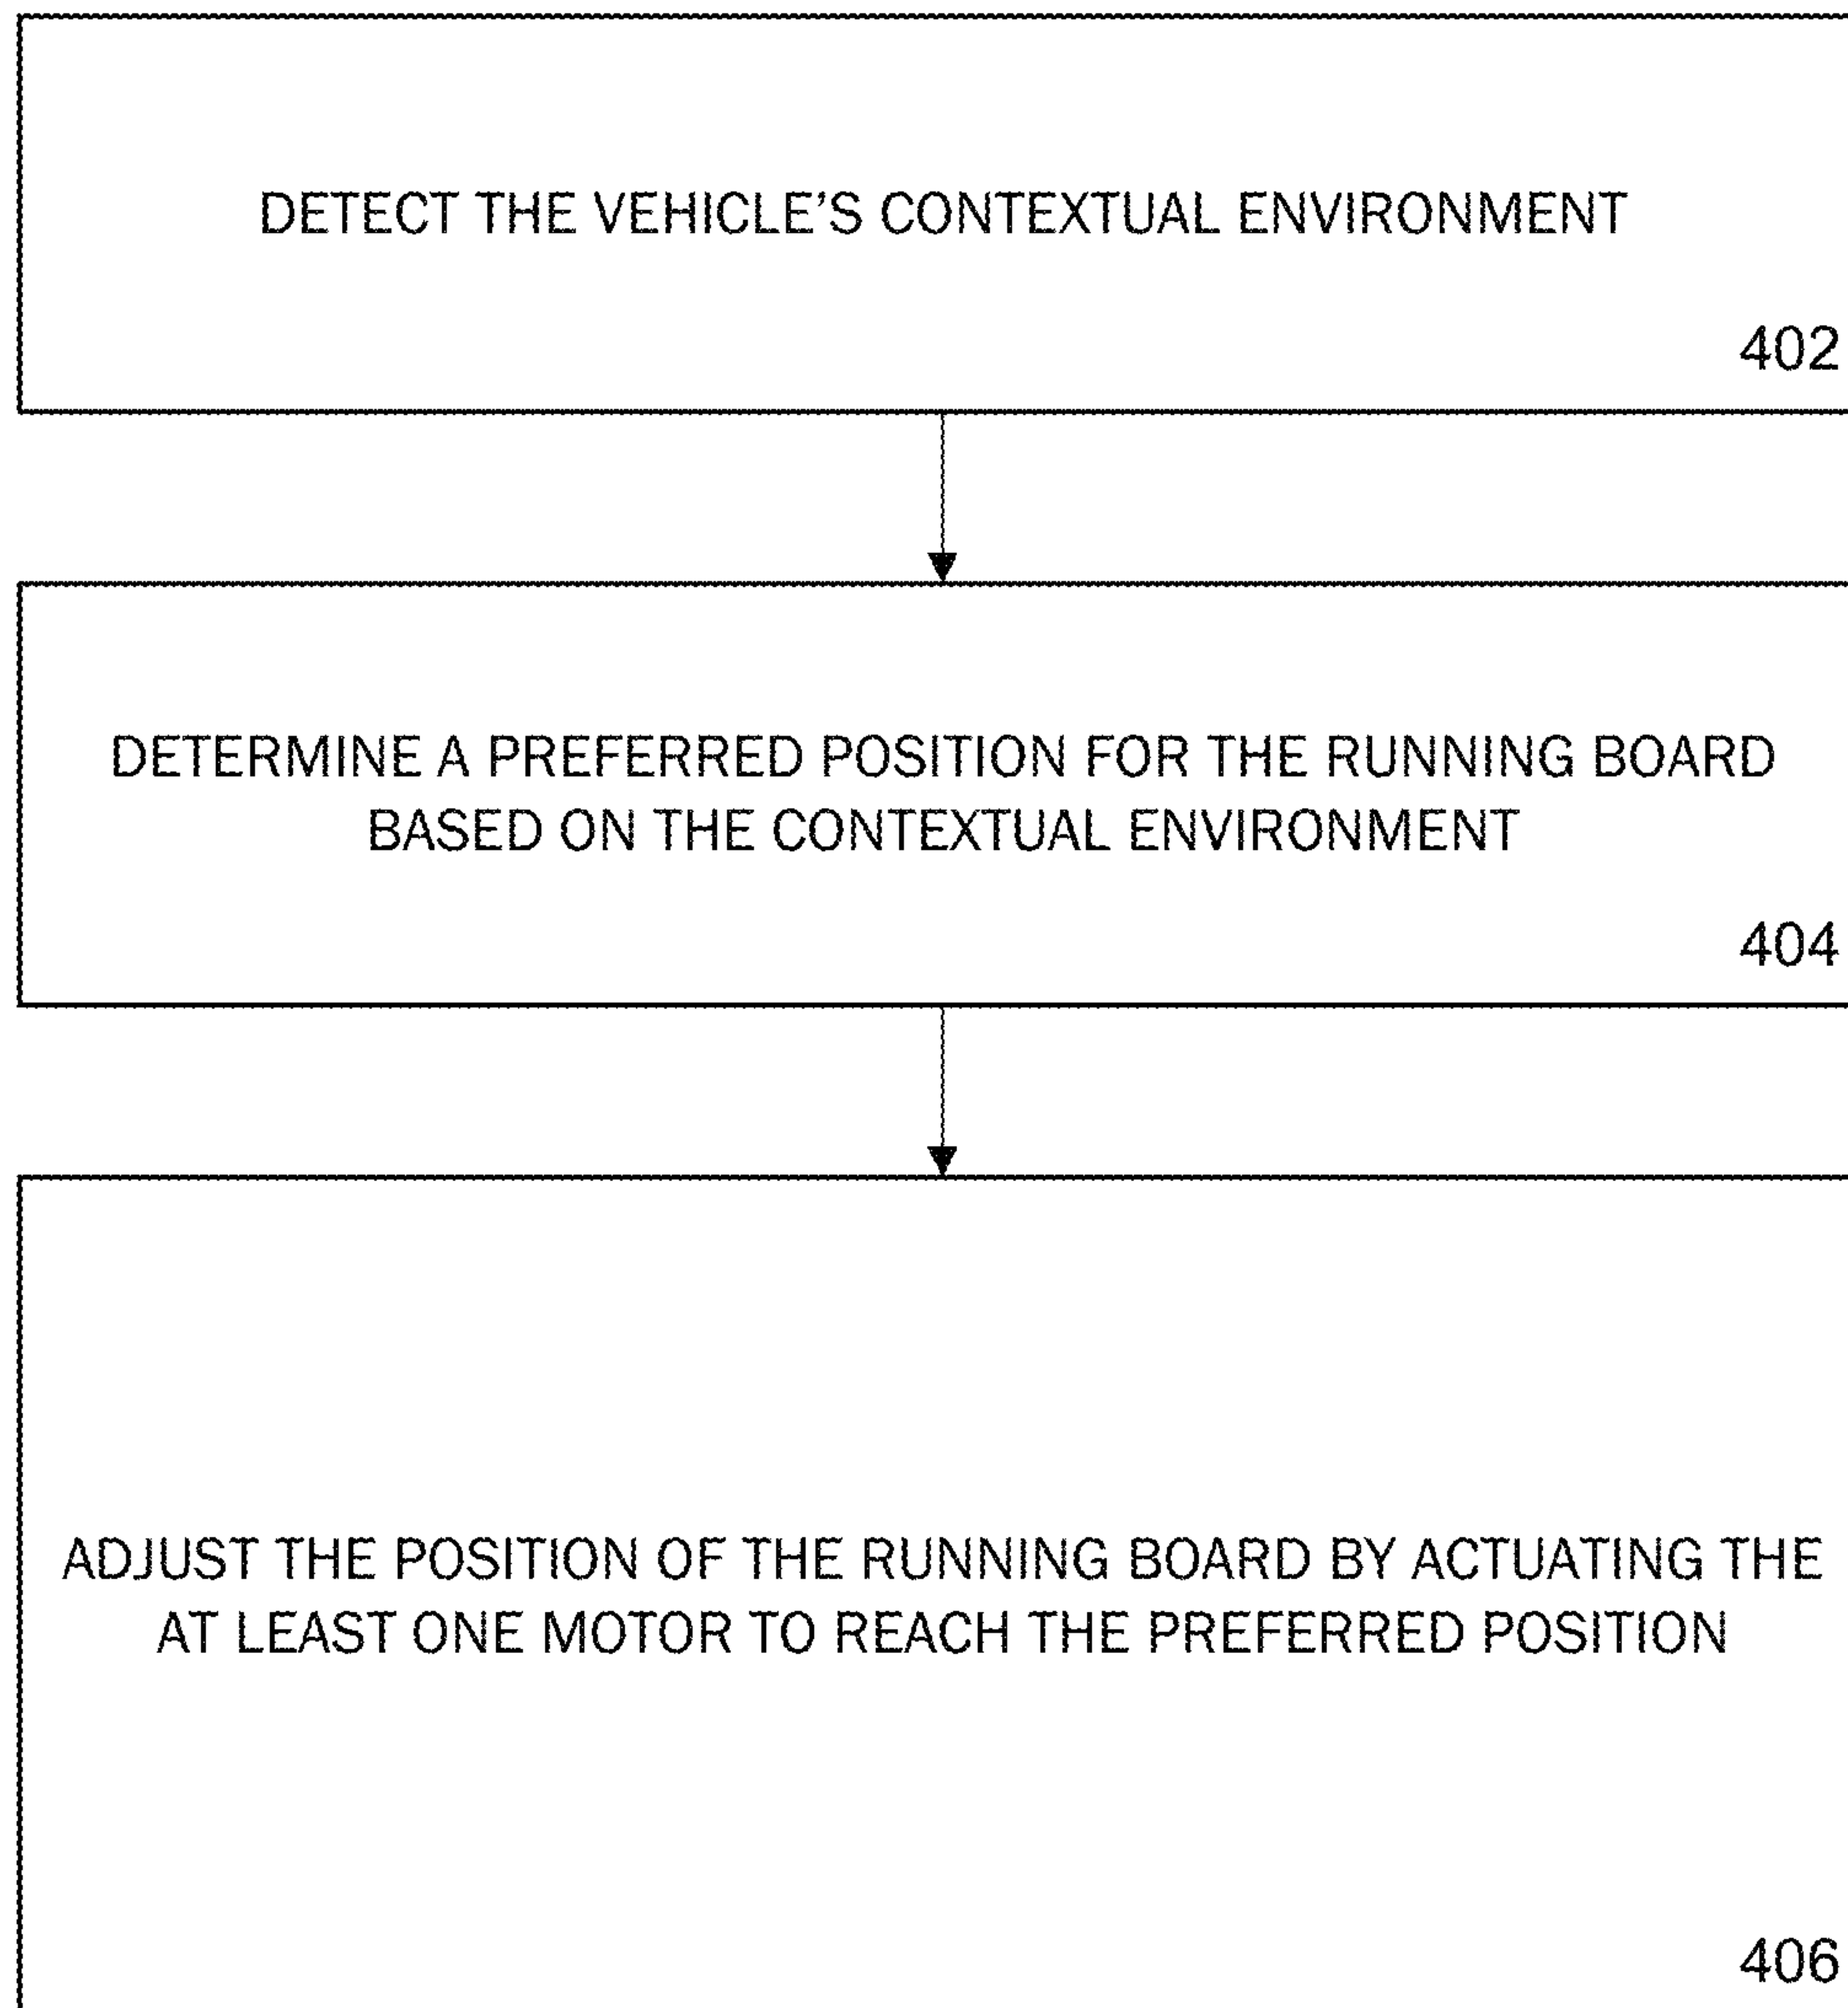 DETECT THE VEHICLE'S CONTEXTUAL ENVIRONMENT
402
DETERMINE A PREFERRED POSITION FOR THE RUNNING BOARD
BASED ON THE CONTEXTUAL ENVIRONMENT
404
ADJUST THE POSITION OF THE RUNNING BOARD BY ACTUATING THE
AT LEAST ONE MOTOR TO REACH THE PREFERRED POSITION
406